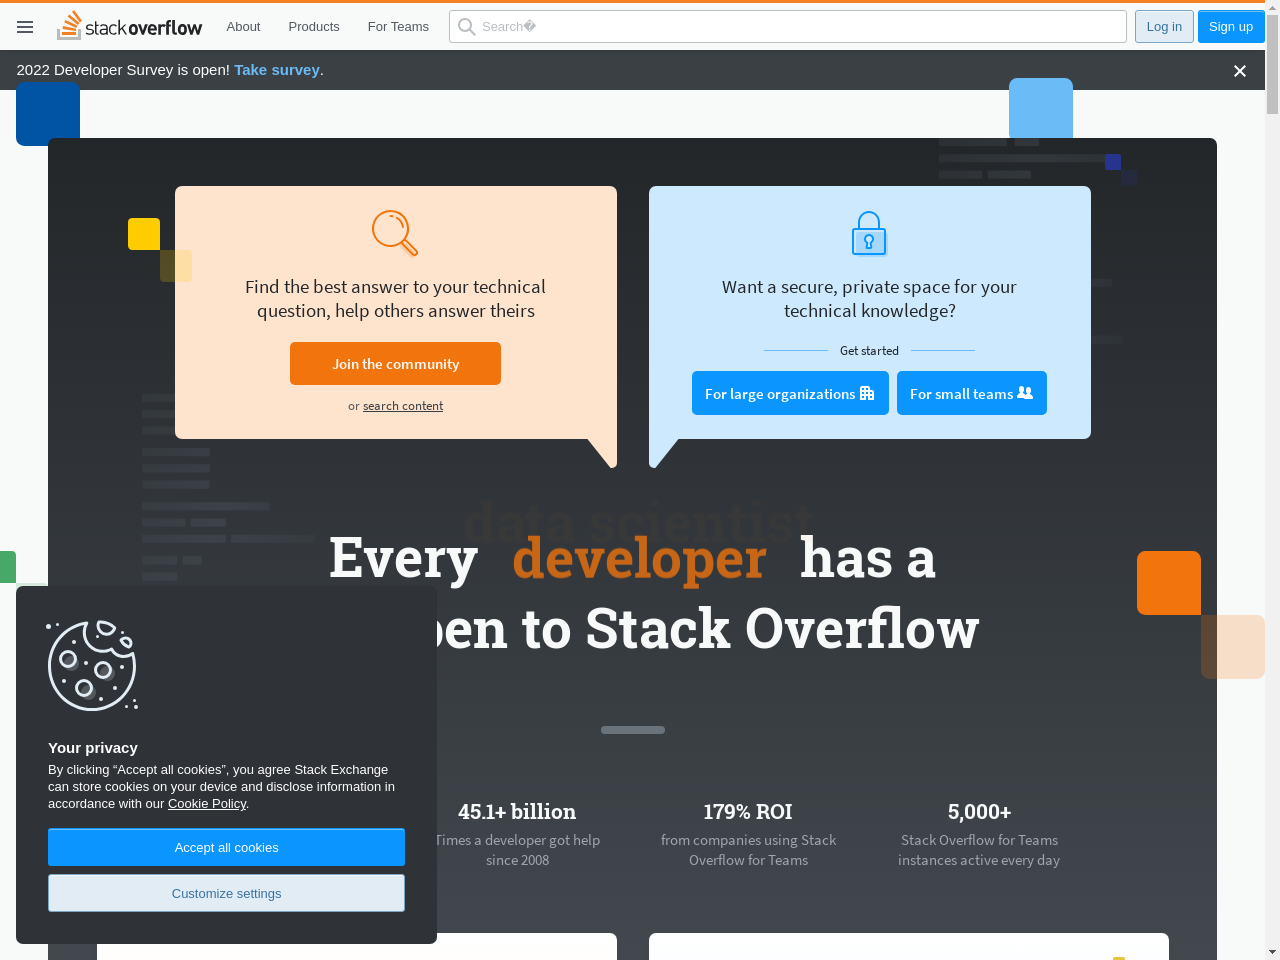 stackoverflow
About
Products
For Teams
Search�
Log in
Sign up
2022 Developer Survey is open! Take survey.
Find the best answer to your technical
question, help others answer theirs
Join the community
or search content
Want a secure, private space for your
technical knowledge?
Get started
For large organizations
For small teams
data scientist
Every developer has a
pen to Stack Overflow
45.1+ billion
Times a developer got help
since 2008
179% ROI
from companies using Stack
Overflow for Teams
5,000+
Stack Overflow for Teams
instances active every day
Your privacy
By clicking “Accept all cookies”, you agree Stack Exchange
can store cookies on your device and disclose information in
accordance with our Cookie Policy.
Accept all cookies
Customize settings